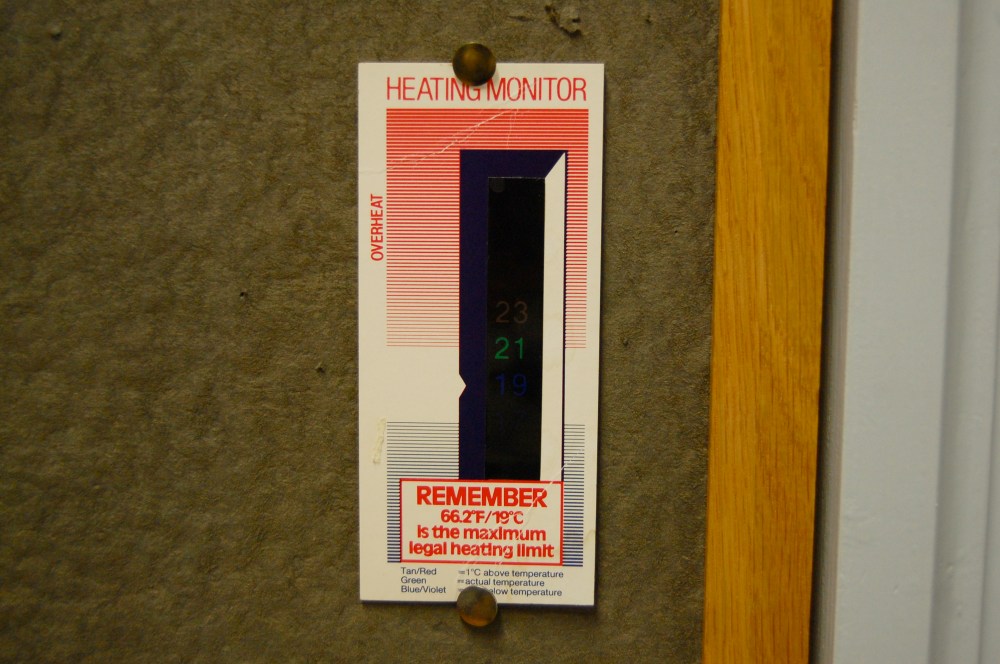 HEATING MONITOR
OVERHEAT
23
21
19
REMEMBER
66.2°F/19°C
is the maximum
legal heating limit
Tan/Red =1°C above temperature
Green =actual temperature
Blue/Violet = temperature